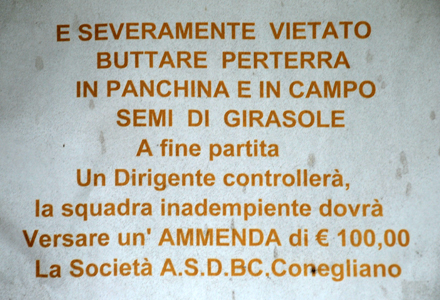 E SEVERAMENTE VIETATO
BUTTARE PERTERRA
IN PANCHINA E IN CAMPO
SEMI DI GIRASOLE
A fine partita
Un Dirigente controllerà,
la squadra inadempiente dovrà
Versare un' AMMENDA di € 100,00
La Società A.S.D.BC,Conegliano